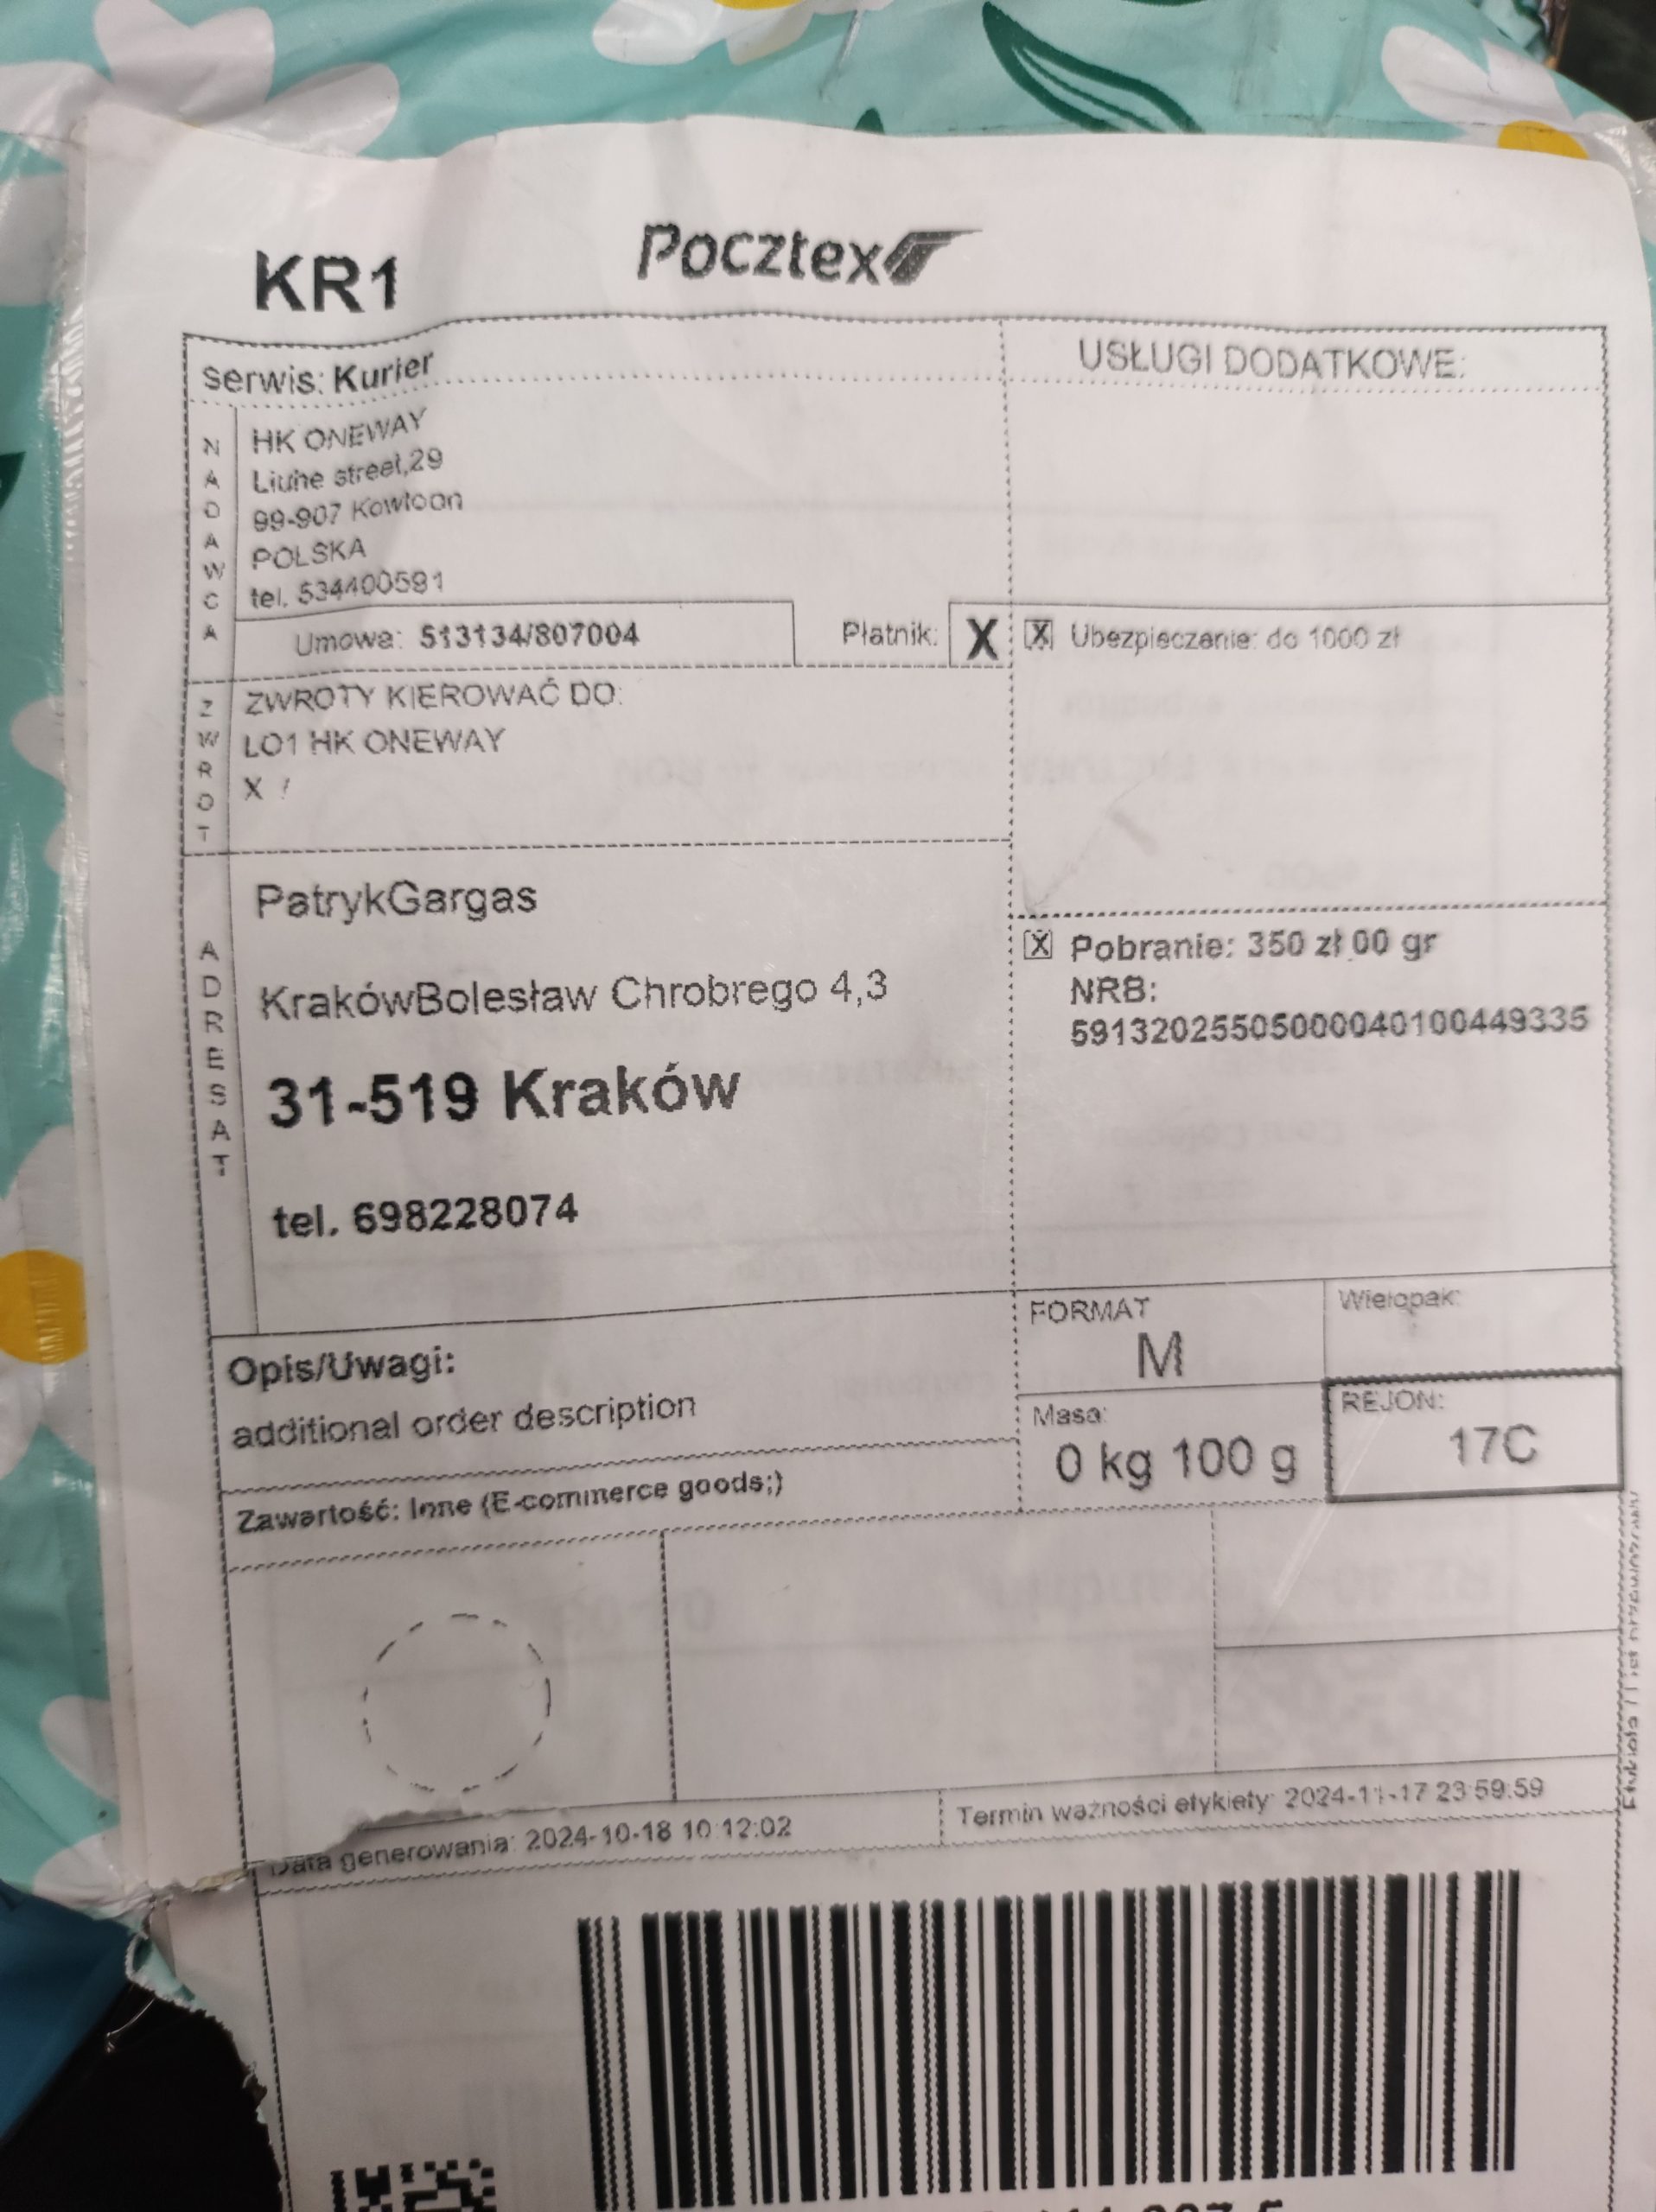 KR1
Pocztex
serwis: Kurier
USŁUGI DODATKOWE:
NADAWCA
HK ONEWAY
Liuhe street,29
99-907 Kowloon
POLSKA
tel. 534400591
Umowa: 513134/807004
Płatnik: X
X Ubezpieczenie: do 1000 zł
ZWROT
ZWROTY KIEROWAĆ DO:
LO1 HK ONEWAY
X /
ADRESAT
PatrykGargas
KrakówBolesław Chrobrego 4,3
31-519 Kraków
tel. 698228074
X Pobranie: 350 zł 00 gr
NRB:
59132025505000040100449335
FORMAT
M
Wielopak:
Opis/Uwagi:
additional order description
Masa:
0 kg 100 g
REJON:
17C
Zawartość: Inne (E-commerce goods;)
Data generowania: 2024-10-18 10:12:02
Termin ważności etykiety: 2024-11-17 23:59:59